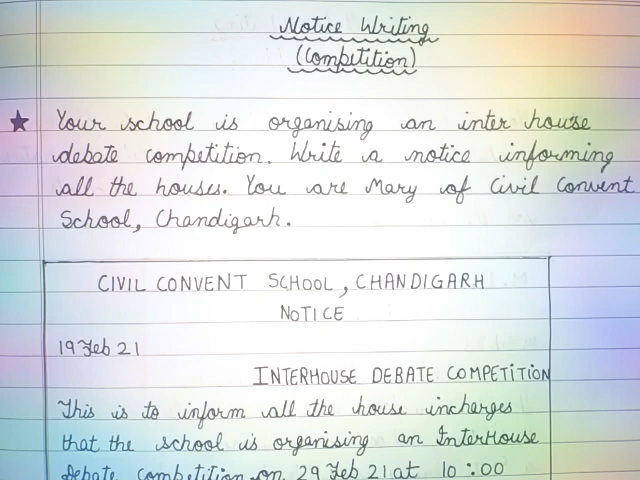 Notice Writing
(Competition)
Your school is organising an inter house
debate competition. Write a notice informing
all the houses. You are Mary of Civil Convent
School, Chandigarh.
CIVIL CONVENT SCHOOL, CHANDIGARH
NOTICE
19 Feb 21
INTERHOUSE DEBATE COMPETITION
This is to inform all the house incharges
that the school is organising an InterHouse
debate competition on 29 Feb 21 at 10:00